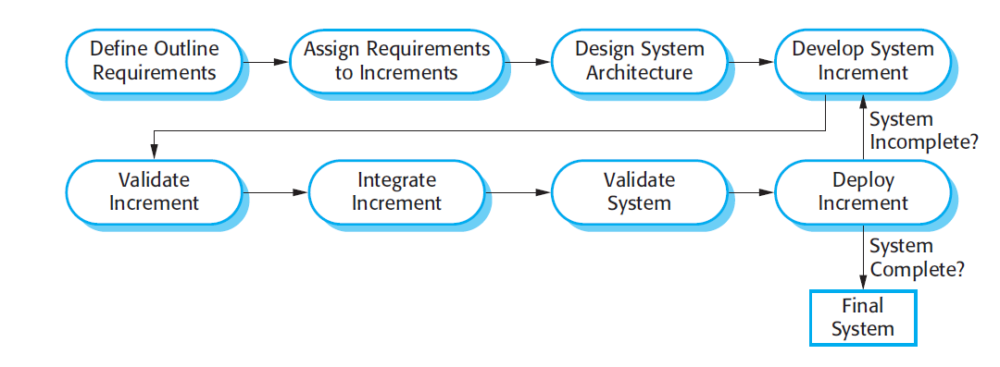 Define Outline
Requirements
Assign Requirements
to Increments
Design System
Architecture
Develop System
Increment
System
Incomplete?
Validate
Increment
Integrate
Increment
Validate
System
Deploy
Increment
System
Complete?
Final
System